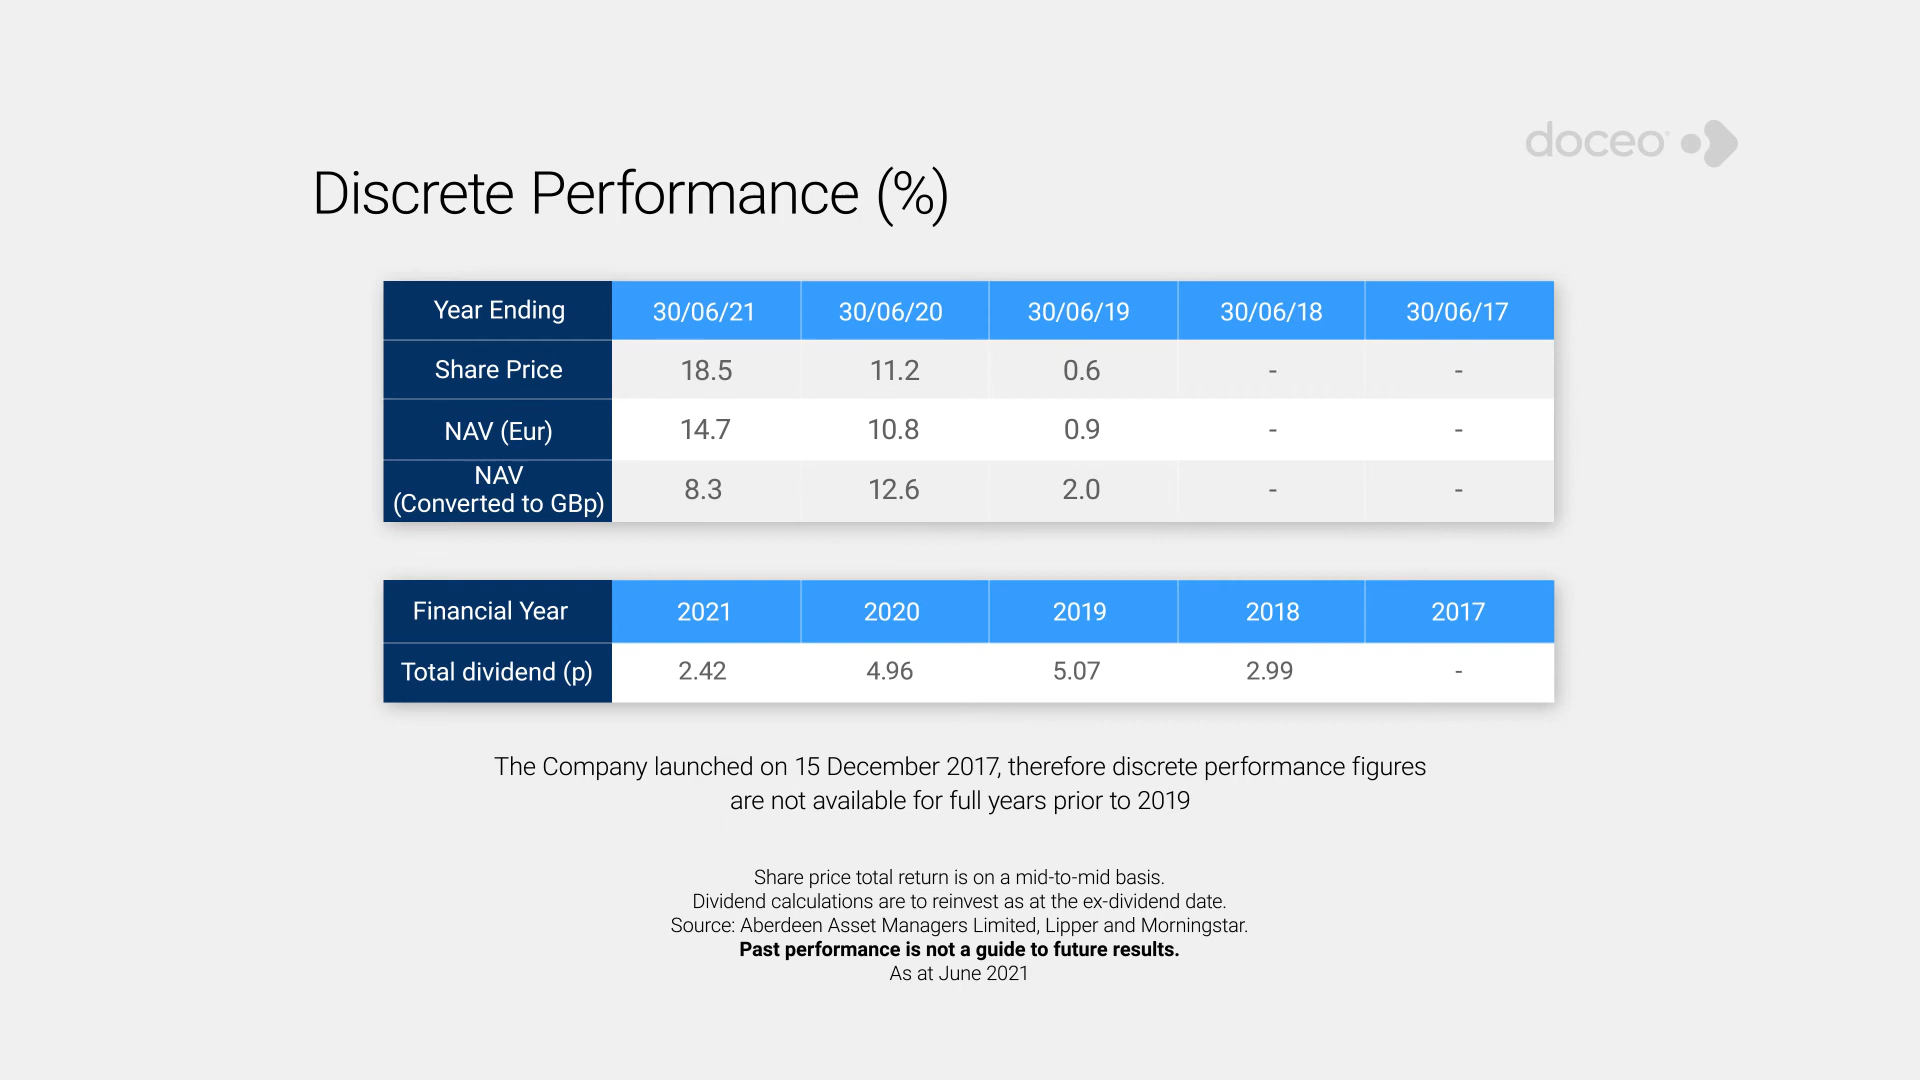 doceo
Discrete Performance (%)
Year Ending 30/06/21 30/06/20 30/06/19 30/06/18 30/06/17
Share Price 18.5 11.2 0.6 - -
NAV (Eur) 14.7 10.8 0.9 - -
NAV
(Converted to GBp) 8.3 12.6 2.0 - -
Financial Year 2021 2020 2019 2018 2017
Total dividend (p) 2.42 4.96 5.07 2.99 -
The Company launched on 15 December 2017, therefore discrete performance figures
are not available for full years prior to 2019
Share price total return is on a mid-to-mid basis.
Dividend calculations are to reinvest as at the ex-dividend date.
Source: Aberdeen Asset Managers Limited, Lipper and Morningstar.
Past performance is not a guide to future results.
As at June 2021